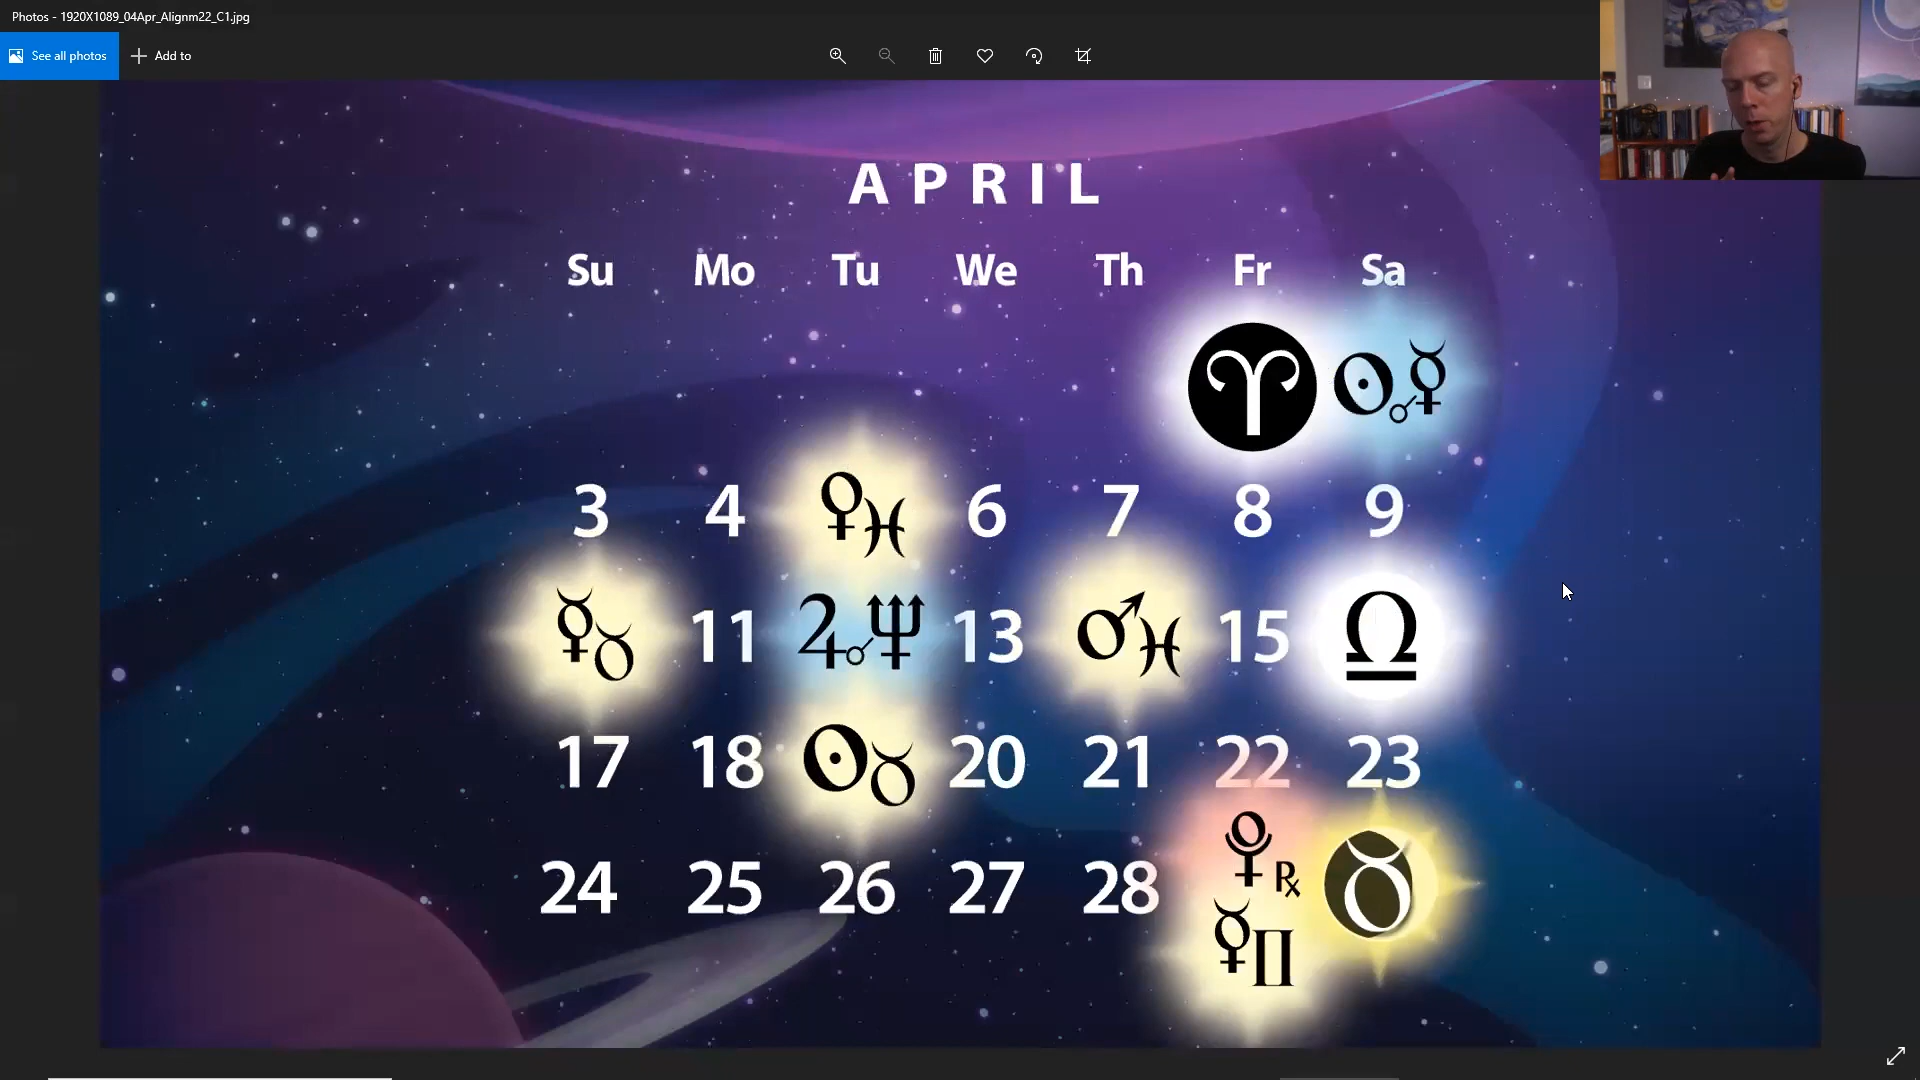 Photos - 1920X1089_04Apr_Alignm22_C1.jpg
See all photos
Add to
APRIL
Su Mo Tu We Th Fr Sa
♈ ☉☌☿
3 4 ♀♓ 6 7 8 9
☿♉ 11 ♃☌♆ 13 ♂♓ 15 ♎
17 18 ☉♉ 20 21 22 23
24 25 26 27 28 ♇℞ ♉
☿♊